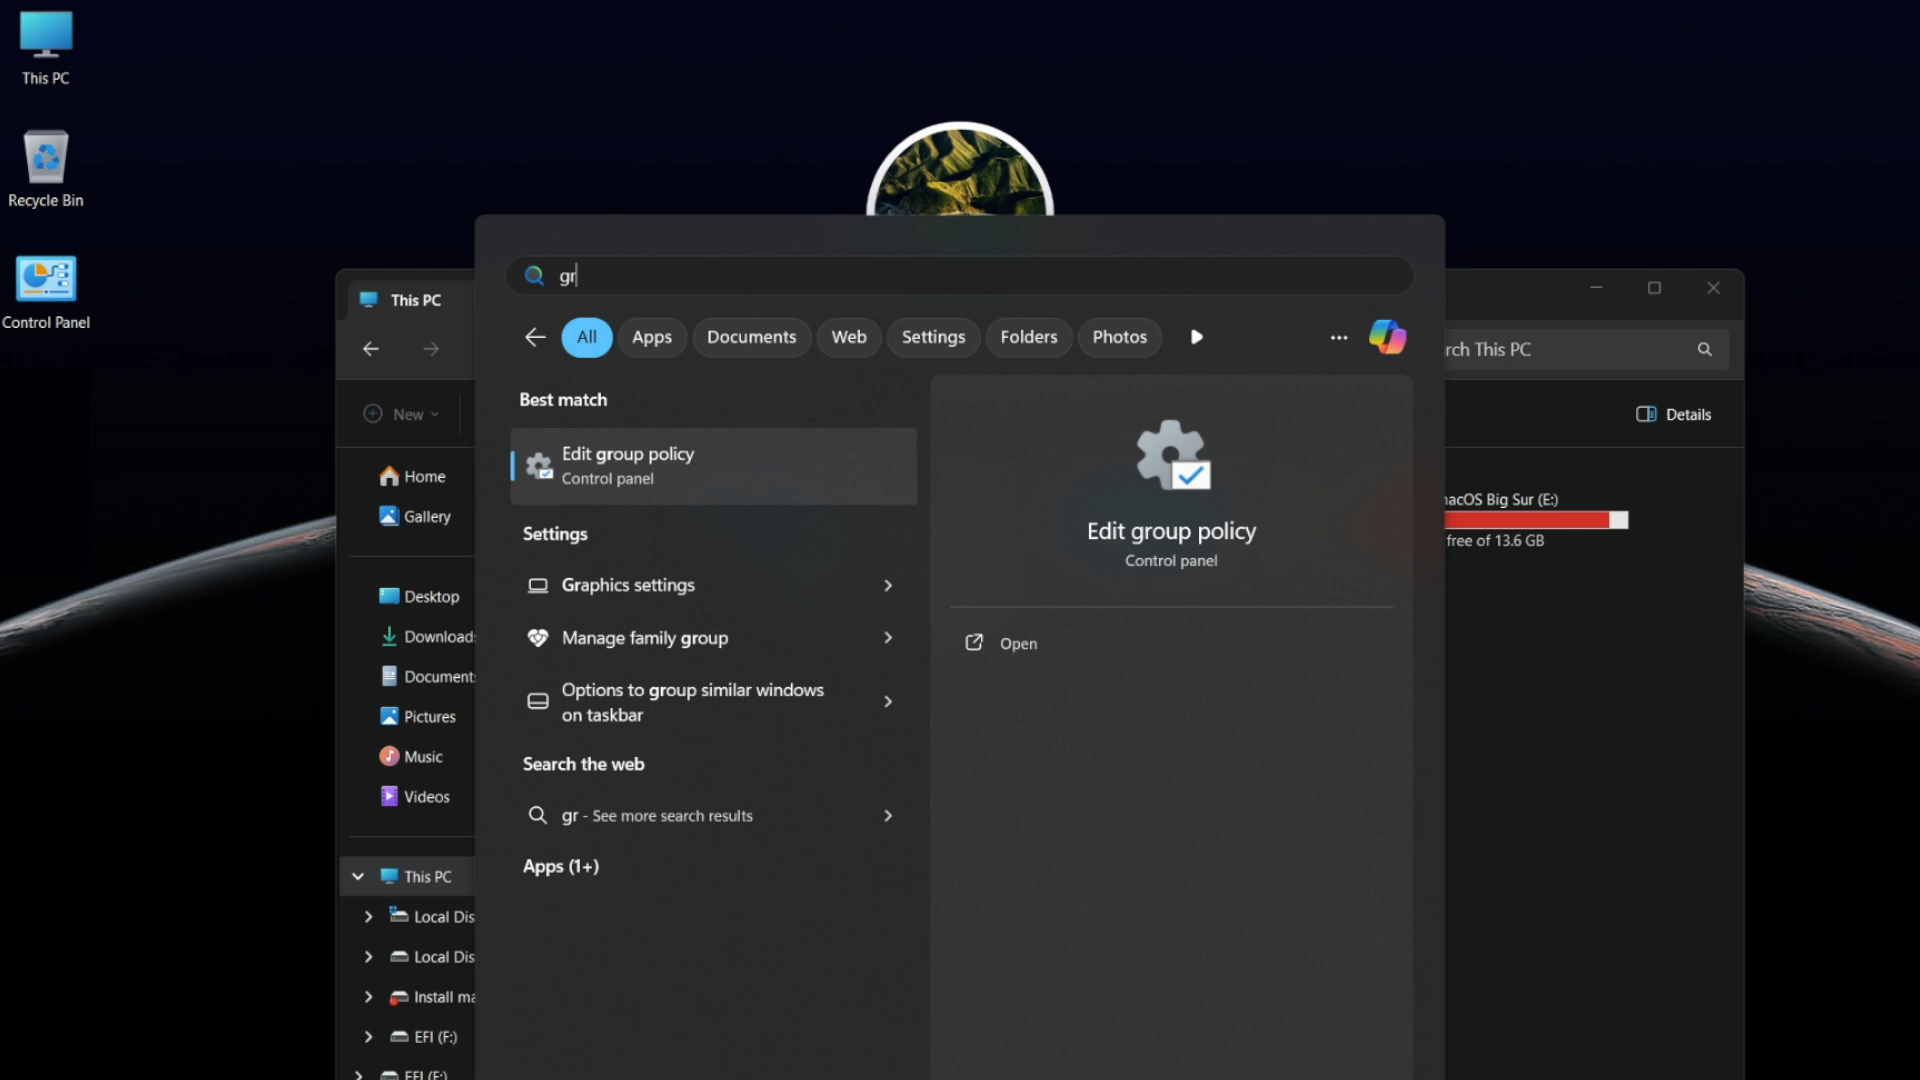 This PC
Recycle Bin
Control Panel
This PC
New
Home
Gallery
Desktop
Downloads
Documents
Pictures
Music
Videos
This PC
Local Dis
Local Dis
Install ma
EFI (F:)
EFI (F:)
gr
All
Apps
Documents
Web
Settings
Folders
Photos
Best match
Edit group policy
Control panel
Settings
Graphics settings
Manage family group
Options to group similar windows
on taskbar
Search the web
gr - See more search results
Apps (1+)
Edit group policy
Control panel
Open
rch This PC
Details
acOS Big Sur (E:)
free of 13.6 GB